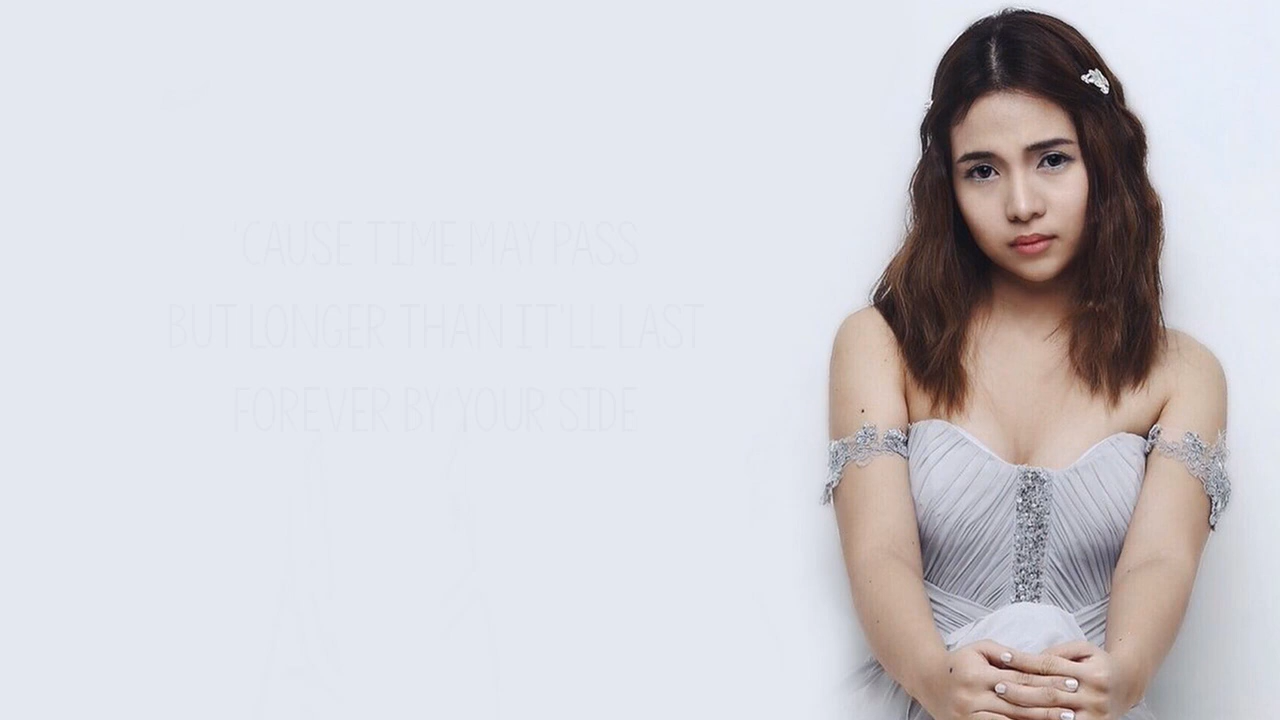 'CAUSE TIME MAY PASS
BUT LONGER THAN IT'LL LAST
FOREVER BY YOUR SIDE